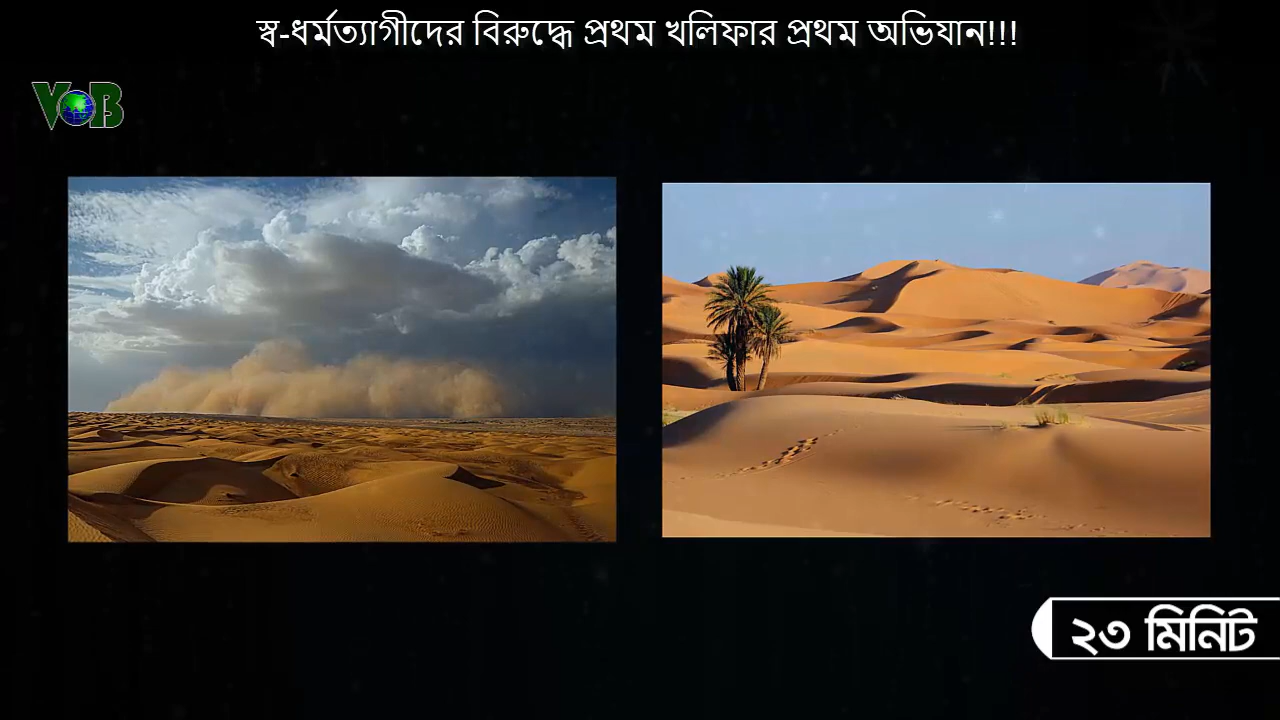 স্ব-ধর্মত্যাগীদের বিরুদ্ধে প্রথম খলিফার প্রথম অভিযান!!!
VOB
২৩ মিনিট